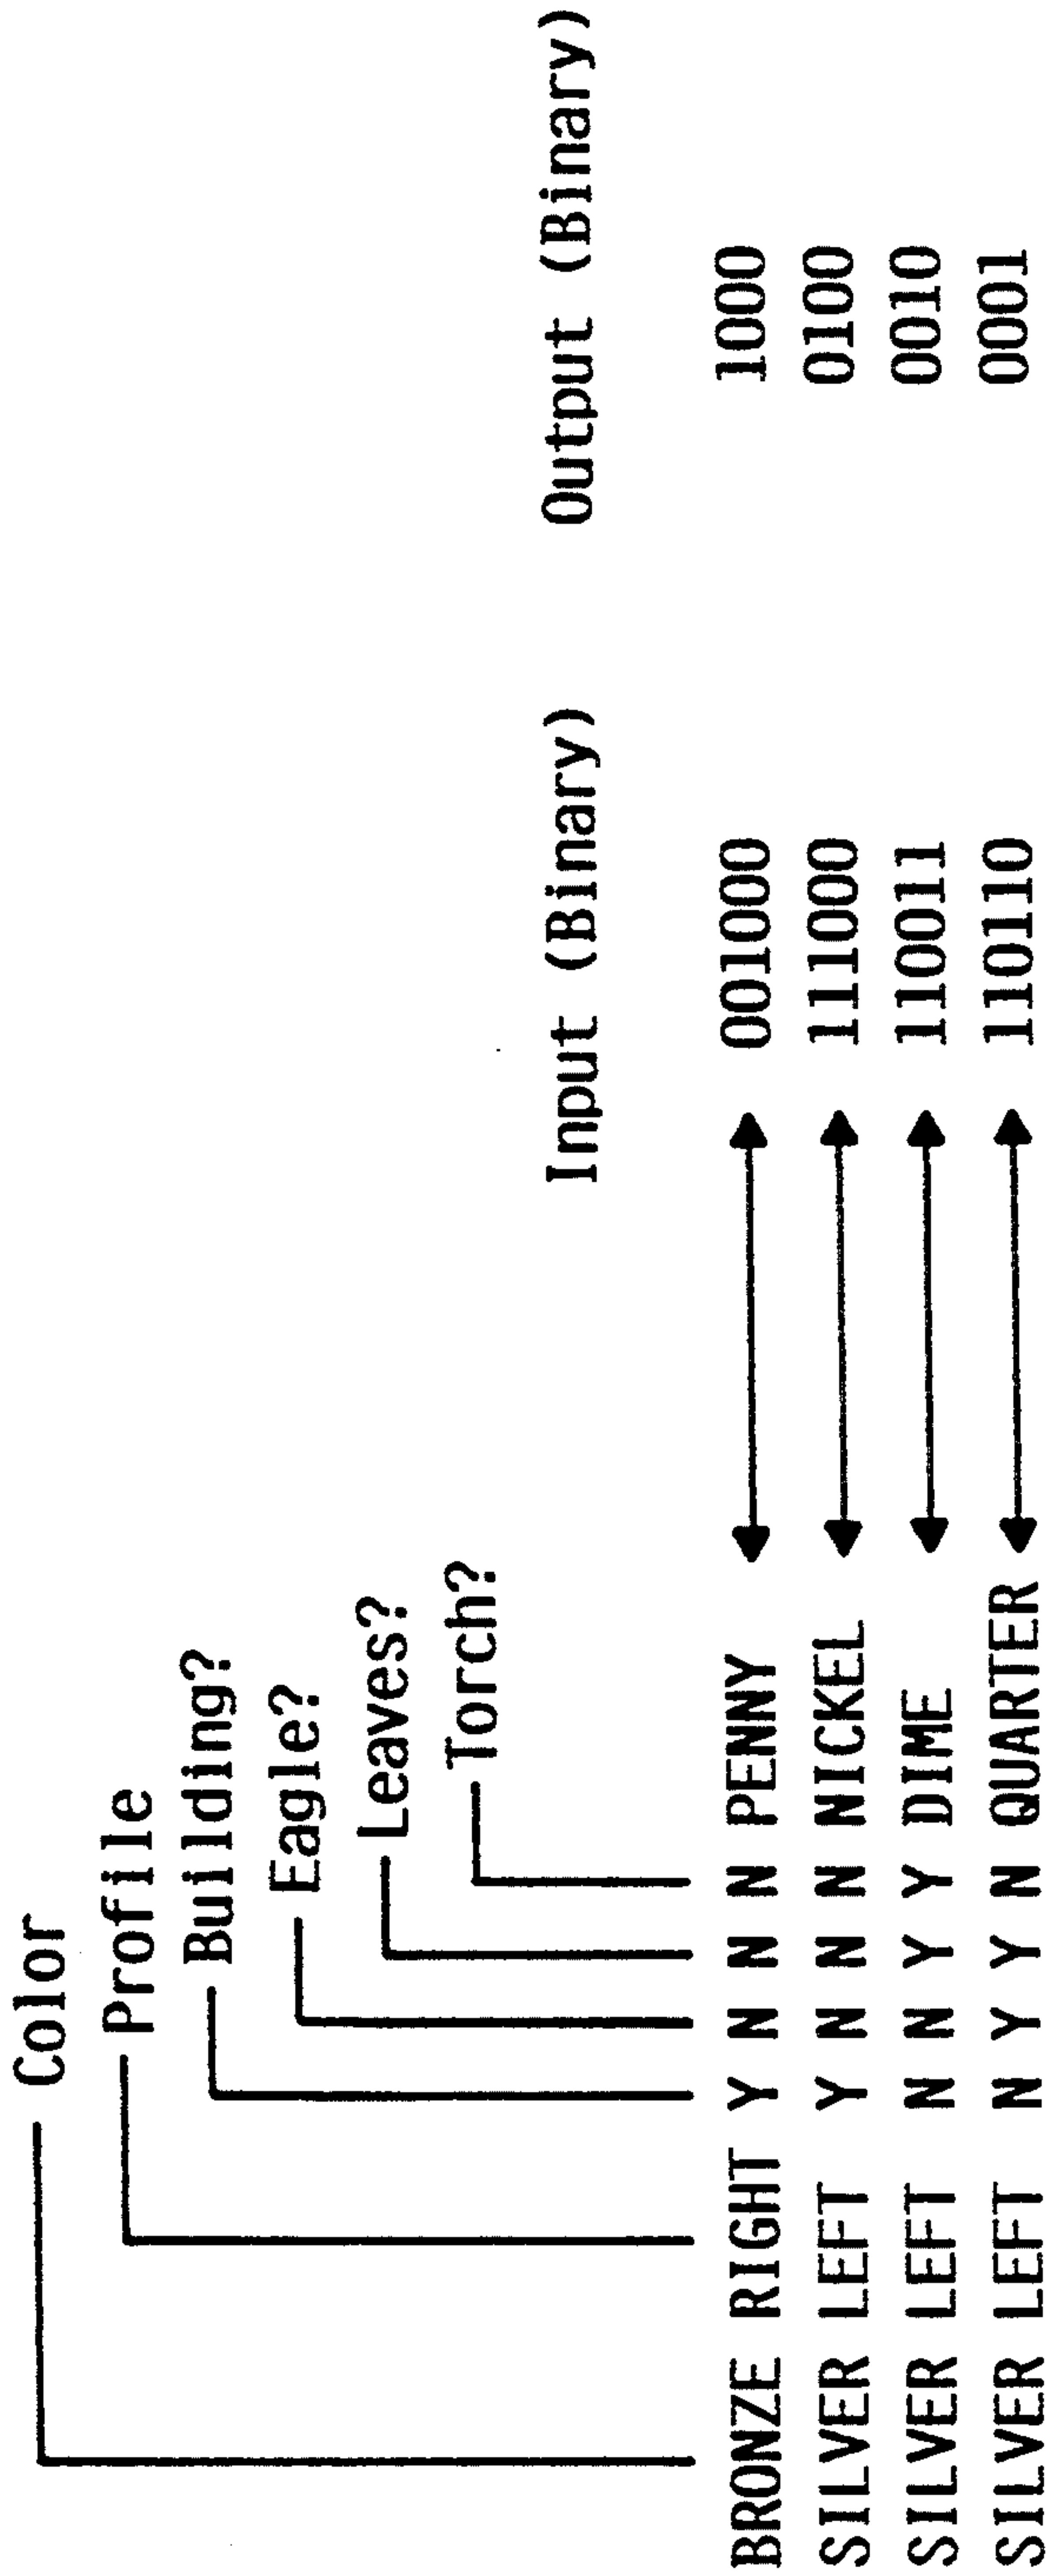 Color
Profile
Building?
Eagle?
Leaves?
Torch?
Input (Binary) Output (Binary)
BRONZE RIGHT Y N N N PENNY 001000 1000
SILVER LEFT Y N N N NICKEL 111000 0100
SILVER LEFT N N Y Y DIME 110011 0010
SILVER LEFT N Y Y N QUARTER 110110 0001